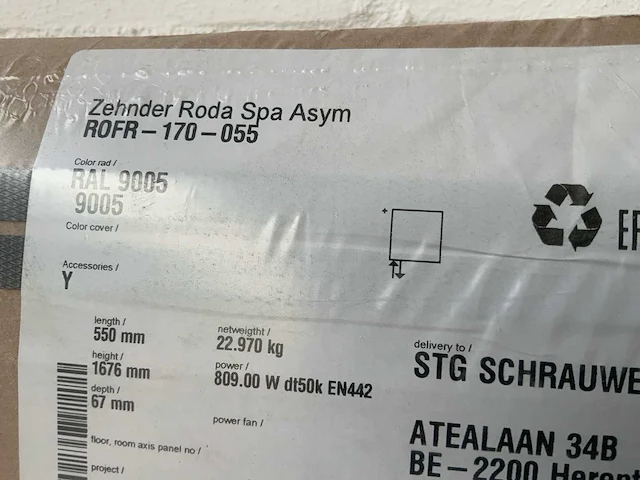 Zehnder Roda Spa Asym
ROFR-170-055
Color rad /
RAL 9005
9005
Color cover /
Accessories /
Y
length /
550 mm
height /
1676 mm
depth /
67 mm
netweigtht /
22.970 kg
power /
809.00 W dt50k EN442
power fan /
floor, room axis panel no /
project /
delivery to /
STG SCHRAUWE
ATEALAAN 34B
BE-2200